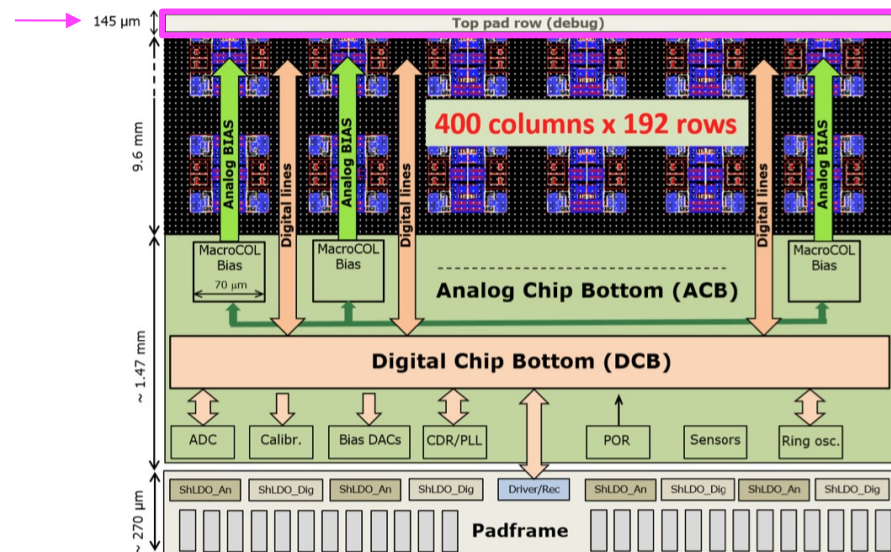 145 µm
Top pad row (debug)
9.6 mm
400 columns x 192 rows
Analog BIAS
Digital lines
Analog BIAS
Digital lines
Digital lines
Analog BIAS
MacroCOL
Bias
70 µm
MacroCOL
Bias
MacroCOL
Bias
Analog Chip Bottom (ACB)
~ 1.47 mm
Digital Chip Bottom (DCB)
ADC
Calibr.
Bias DACs
CDR/PLL
POR
Sensors
Ring osc.
~ 270 µm
ShLDO_An
ShLDO_Dig
ShLDO_An
ShLDO_Dig
Driver/Rec
ShLDO_An
ShLDO_Dig
ShLDO_An
ShLDO_Dig
Padframe